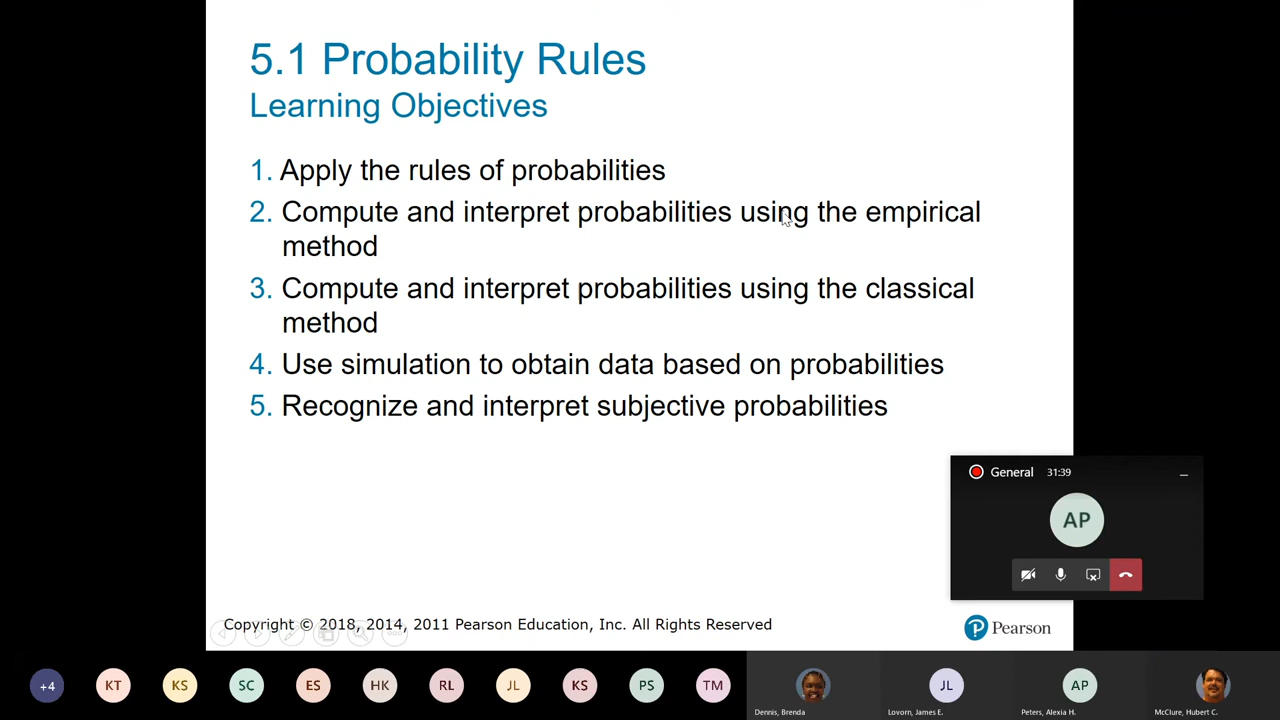 5.1 Probability Rules
Learning Objectives
1. Apply the rules of probabilities
2. Compute and interpret probabilities using the empirical
method
3. Compute and interpret probabilities using the classical
method
4. Use simulation to obtain data based on probabilities
5. Recognize and interpret subjective probabilities
General 31:39
AP
Copyright © 2018, 2014, 2011 Pearson Education, Inc. All Rights Reserved
P Pearson
+4 KT KS SC ES HK RL JL KS PS TM JL AP
Dennis, Brenda Lovorn, James E. Peters, Alexia H. McClure, Hubert C.